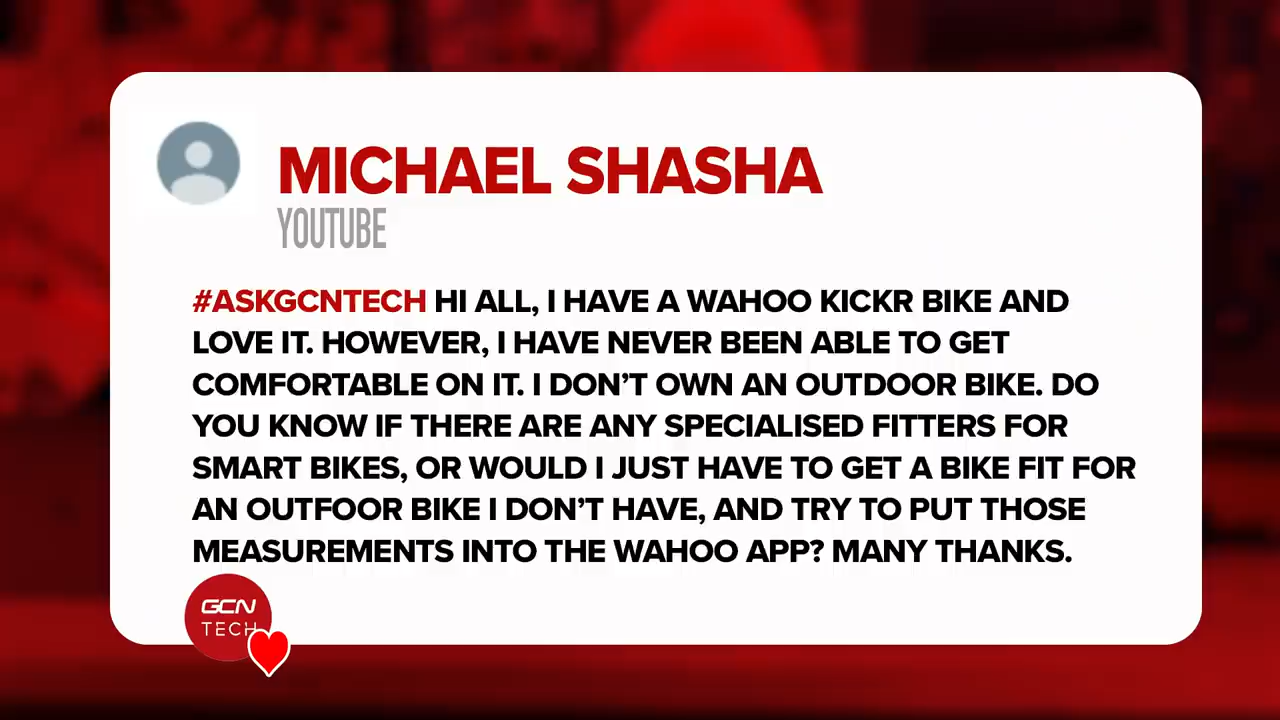 MICHAEL SHASHA
YOUTUBE
#ASKGCNTECH HI ALL, I HAVE A WAHOO KICKR BIKE AND
LOVE IT. HOWEVER, I HAVE NEVER BEEN ABLE TO GET
COMFORTABLE ON IT. I DON’T OWN AN OUTDOOR BIKE. DO
YOU KNOW IF THERE ARE ANY SPECIALISED FITTERS FOR
SMART BIKES, OR WOULD I JUST HAVE TO GET A BIKE FIT FOR
AN OUTFOOR BIKE I DON’T HAVE, AND TRY TO PUT THOSE
MEASUREMENTS INTO THE WAHOO APP? MANY THANKS.
GCN
TECH